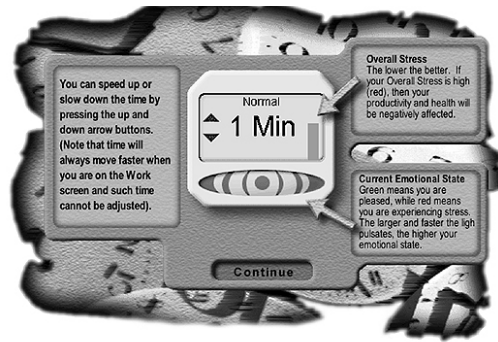 You can speed up or
slow down the time by
pressing the up and
down arrow buttons.
(Note that time will
always move faster when
you are on the Work
screen and such time
cannot be adjusted).
Normal
1 Min
Overall Stress
The lower the better. If
your Overall Stress is high
(red), then your
productivity and health will
be negatively affected.
Current Emotional State
Green means you are
pleased, while red means
you are experiencing stress.
The larger and faster the ligh
pulsates, the higher your
emotional state.
Continue